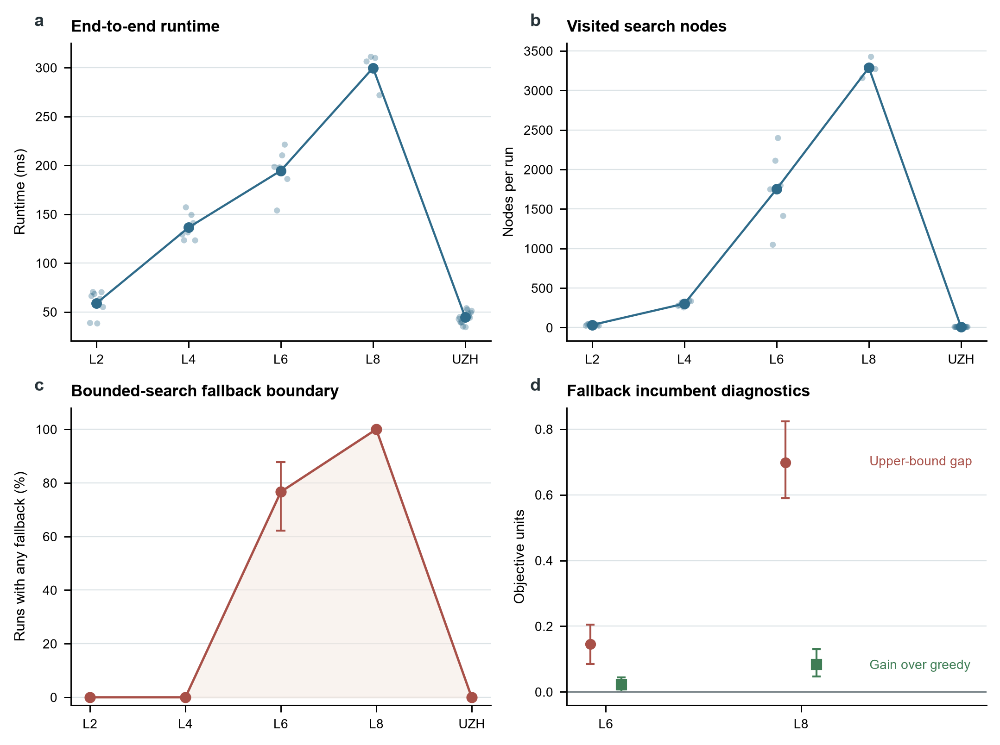 a
End-to-end runtime
Runtime (ms)
300
250
200
150
100
50
L2 L4 L6 L8 UZH
b
Visited search nodes
Nodes per run
3500
3000
2500
2000
1500
1000
500
0
L2 L4 L6 L8 UZH
c
Bounded-search fallback boundary
Runs with any fallback (%)
100
80
60
40
20
0
L2 L4 L6 L8 UZH
d
Fallback incumbent diagnostics
Objective units
0.8
0.6
0.4
0.2
0.0
Upper-bound gap
Gain over greedy
L6 L8